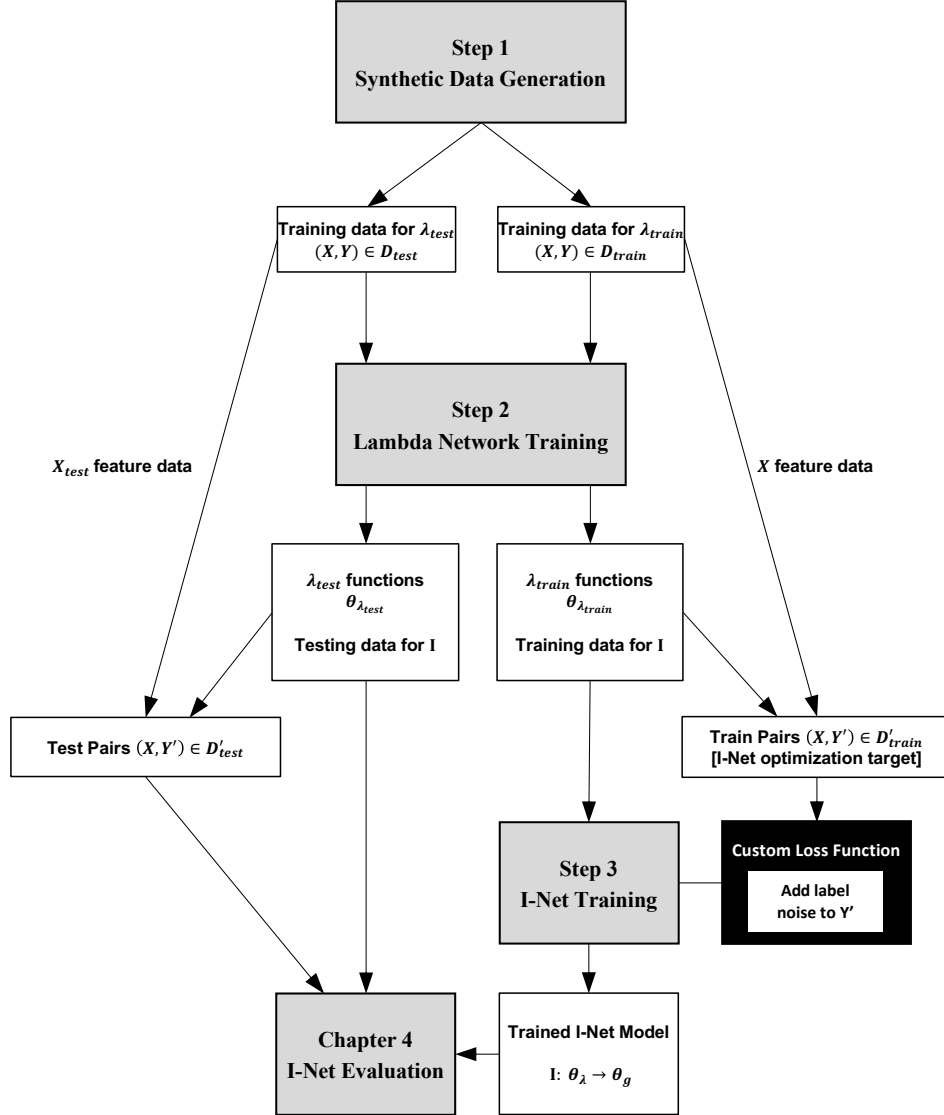 Step 1
Synthetic Data Generation
Training data for λ_test
(X, Y) ∈ D_test
Training data for λ_train
(X, Y) ∈ D_train
Step 2
Lambda Network Training
X_test feature data
X feature data
λ_test functions
θ_λ_test
Testing data for I
λ_train functions
θ_λ_train
Training data for I
Test Pairs (X, Y′) ∈ D′_test
Train Pairs (X, Y′) ∈ D′_train
[I-Net optimization target]
Step 3
I-Net Training
Custom Loss Function
Add label
noise to Y’
Chapter 4
I-Net Evaluation
Trained I-Net Model
I: θ_λ → θ_g